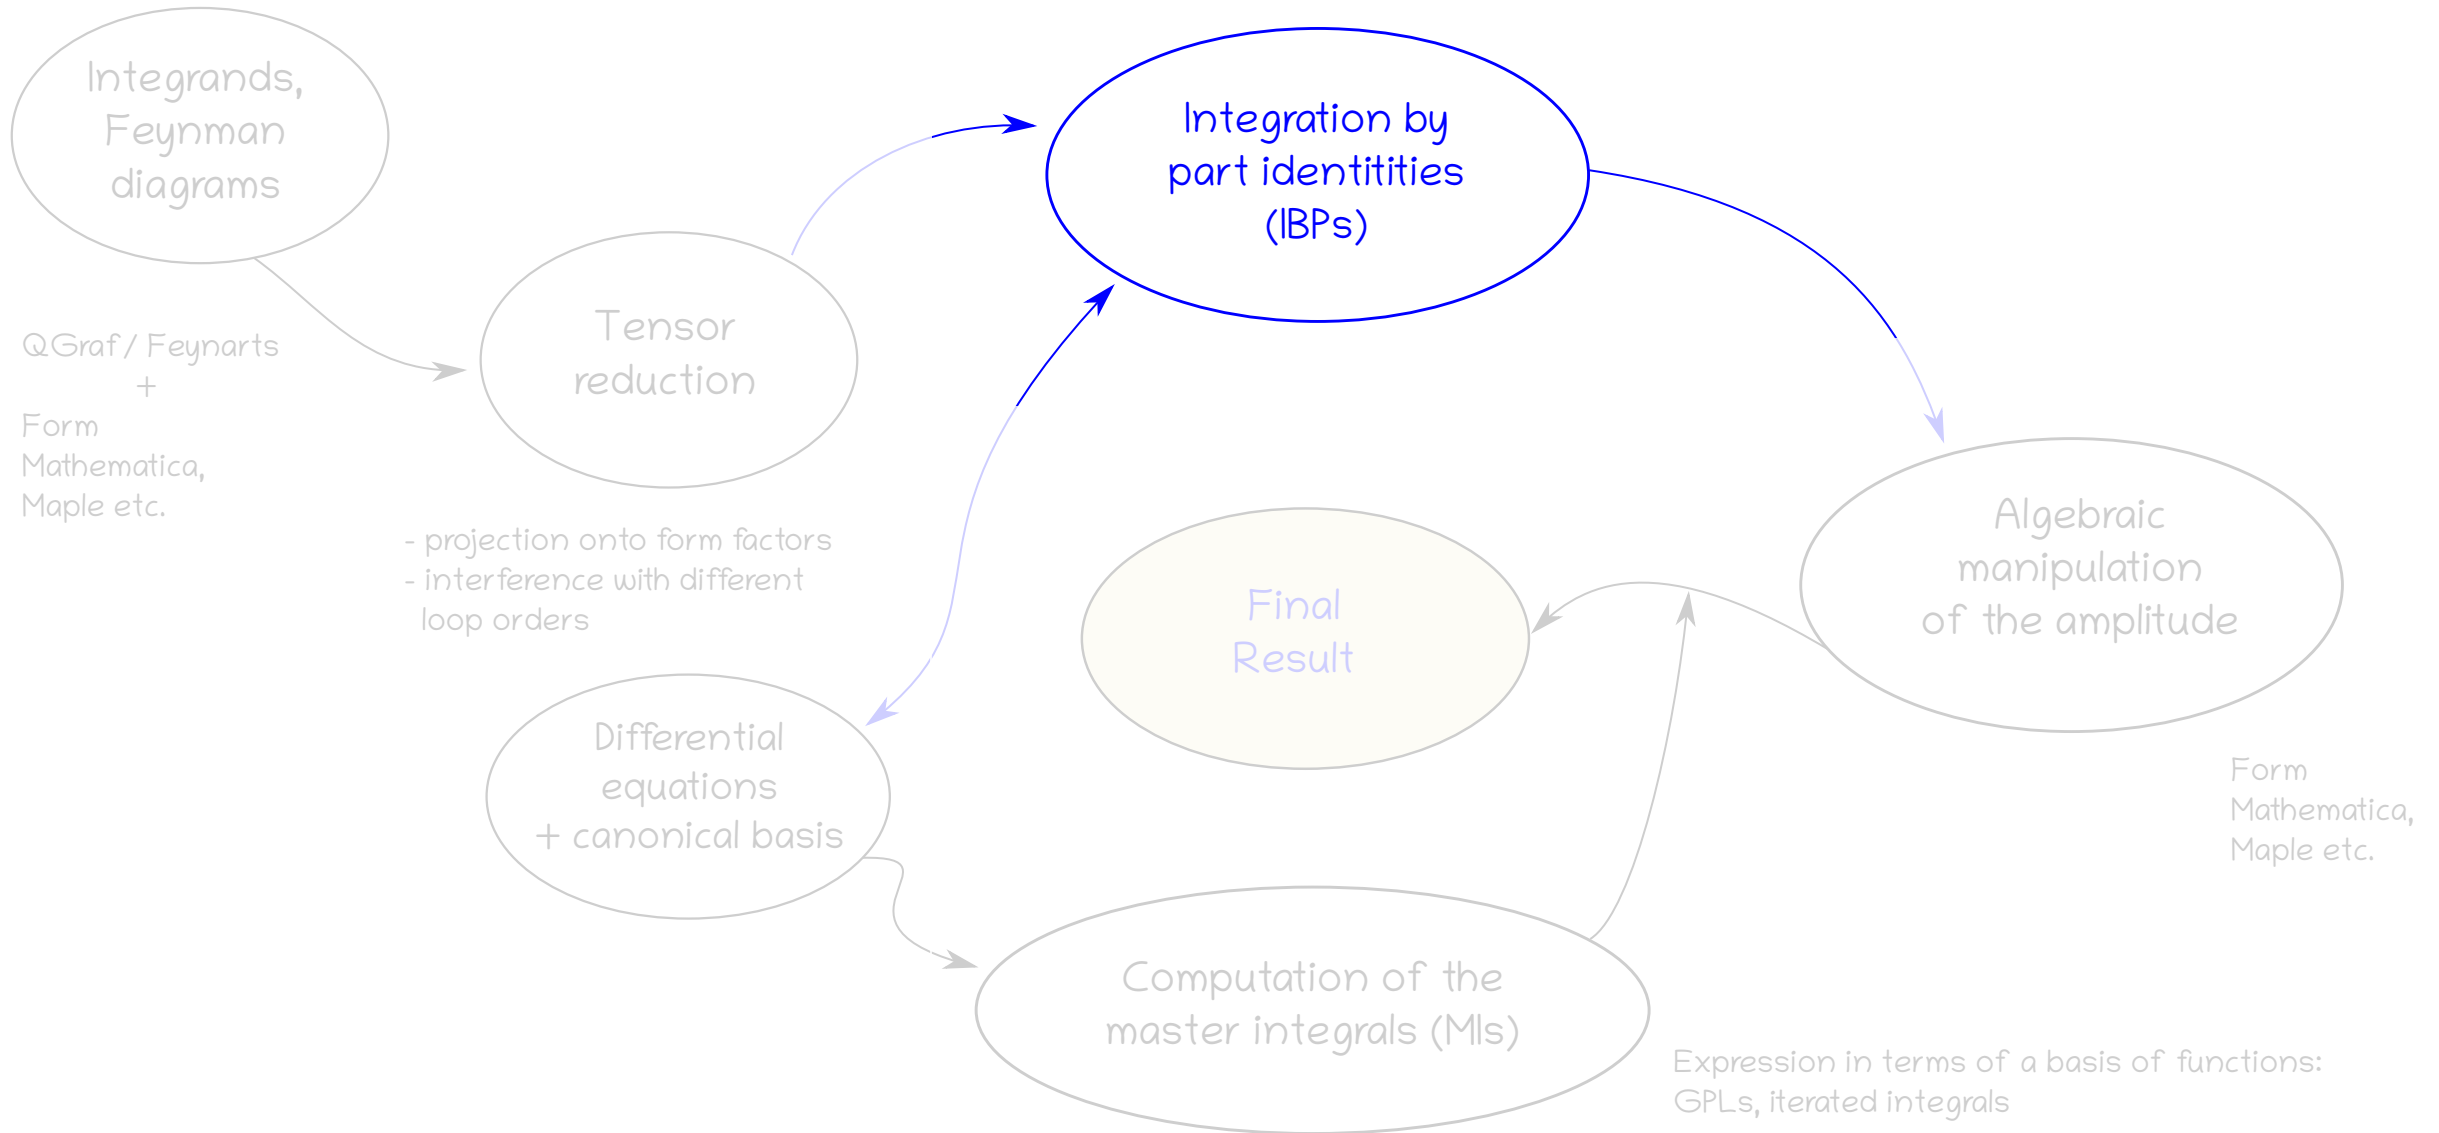 Integrands,
Feynman
diagrams
QGraf / Feynarts
+
Form
Mathematica,
Maple etc.
Tensor
reduction
- projection onto form factors
- interference with different
loop orders
Integration by
part identitities
(IBPs)
Algebraic
manipulation
of the amplitude
Form
Mathematica,
Maple etc.
Final
Result
Differential
equations
+ canonical basis
Computation of the
master integrals (MIs)
Expression in terms of a basis of functions:
GPLs, iterated integrals